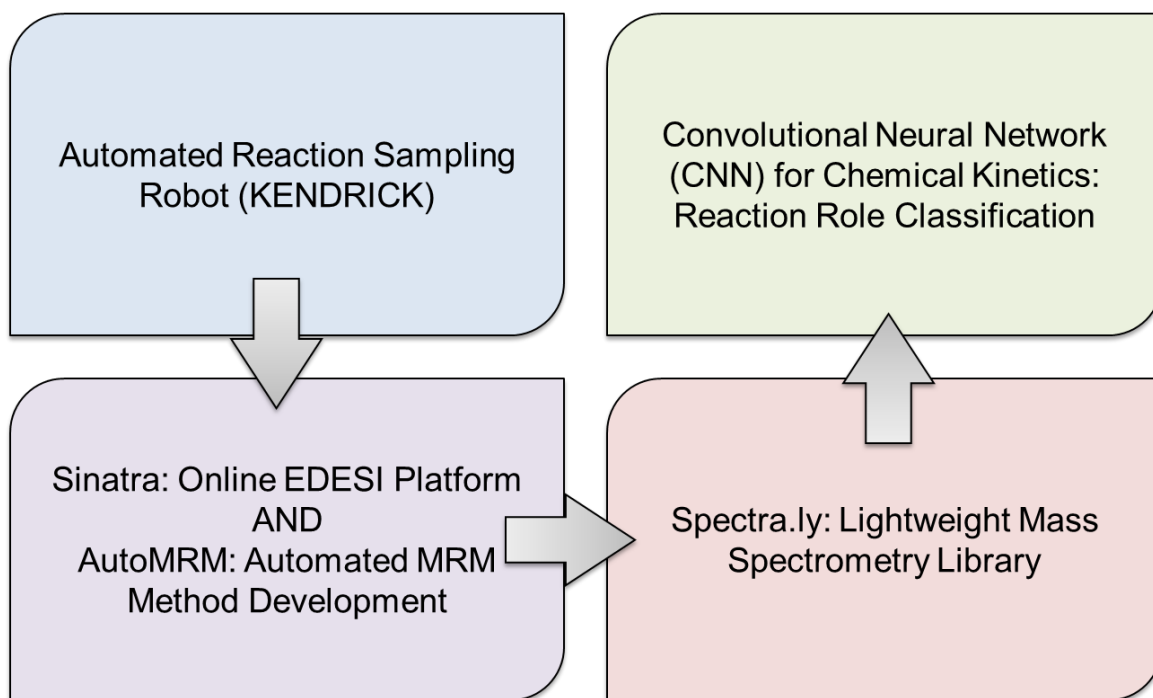 Automated Reaction Sampling
Robot (KENDRICK)
Convolutional Neural Network
(CNN) for Chemical Kinetics:
Reaction Role Classification
Sinatra: Online EDESI Platform
AND
AutoMRM: Automated MRM
Method Development
Spectra.ly: Lightweight Mass
Spectrometry Library